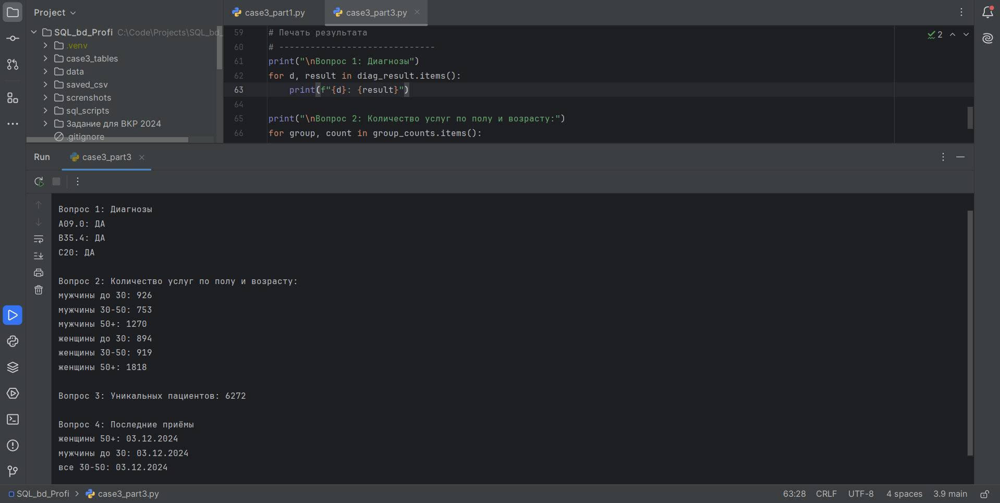 Project
SQL_bd_Profi C:\Code\Projects\SQL_bd_
.venv
case3_tables
data
saved_csv
screnshots
sql_scripts
Задание для ВКР 2024
.gitignore
case3_part1.py
case3_part3.py
2
59 # Печать результата
60 # ------------------------------
61 print("\nВопрос 1: Диагнозы")
62 for d, result in diag_result.items():
63     print(f"{d}: {result}")
64
65 print("\nВопрос 2: Количество услуг по полу и возрасту:")
66 for group, count in group_counts.items():
Run
case3_part3
Вопрос 1: Диагнозы
A09.0: ДА
B35.4: ДА
C20: ДА
Вопрос 2: Количество услуг по полу и возрасту:
мужчины до 30: 926
мужчины 30-50: 753
мужчины 50+: 1270
женщины до 30: 894
женщины 30-50: 919
женщины 50+: 1818
Вопрос 3: Уникальных пациентов: 6272
Вопрос 4: Последние приёмы
женщины 50+: 03.12.2024
мужчины до 30: 03.12.2024
все 30-50: 03.12.2024
SQL_bd_Profi > case3_part3.py
63:28 CRLF UTF-8 4 spaces 3.9 main